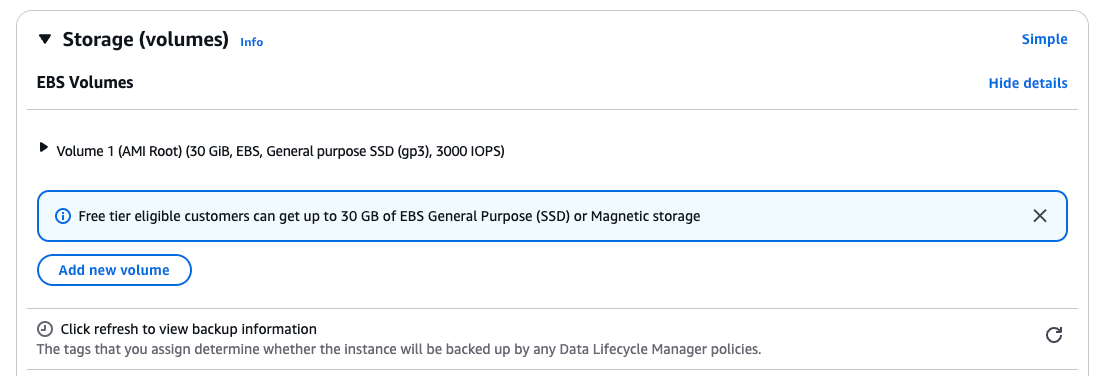 Storage (volumes) Info Simple
EBS Volumes Hide details
Volume 1 (AMI Root) (30 GiB, EBS, General purpose SSD (gp3), 3000 IOPS)
Free tier eligible customers can get up to 30 GB of EBS General Purpose (SSD) or Magnetic storage
Add new volume
Click refresh to view backup information
The tags that you assign determine whether the instance will be backed up by any Data Lifecycle Manager policies.